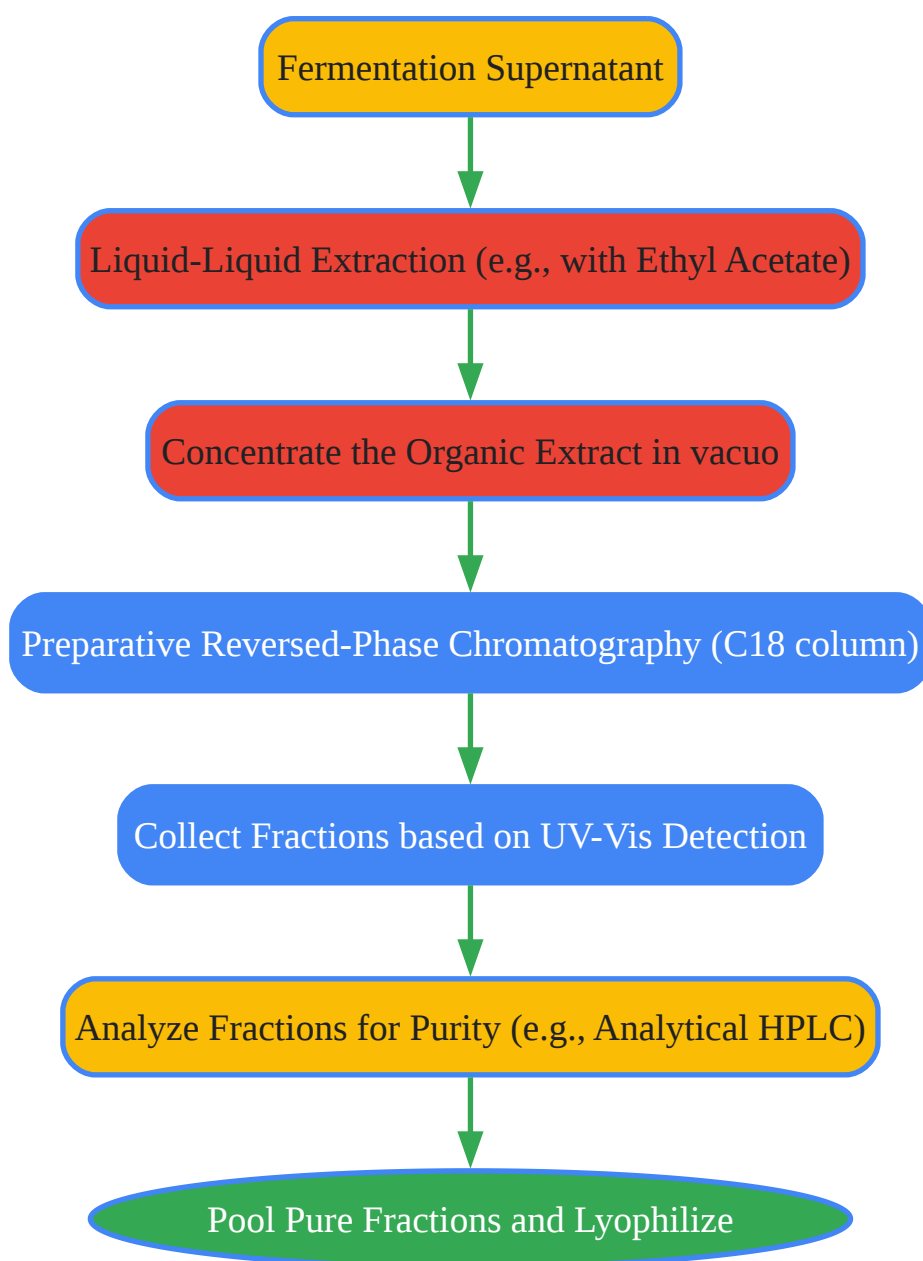 Fermentation Supernatant
Liquid-Liquid Extraction (e.g., with Ethyl Acetate)
Concentrate the Organic Extract in vacuo
Preparative Reversed-Phase Chromatography (C18 column)
Collect Fractions based on UV-Vis Detection
Analyze Fractions for Purity (e.g., Analytical HPLC)
Pool Pure Fractions and Lyophilize